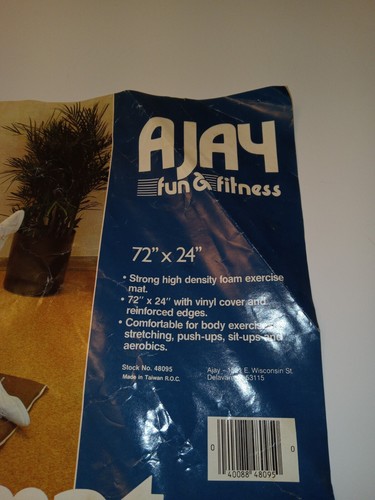 AJAY
fun & fitness
72" x 24"
• Strong high density foam exercise
mat.
• 72" x 24" with vinyl cover and
reinforced edges.
• Comfortable for body exercises,
stretching, push-ups, sit-ups and
aerobics.
Stock No. 48095
Made in Taiwan R.O.C.
Ajay – E. Wisconsin St.
53115
0 40088 48095 0